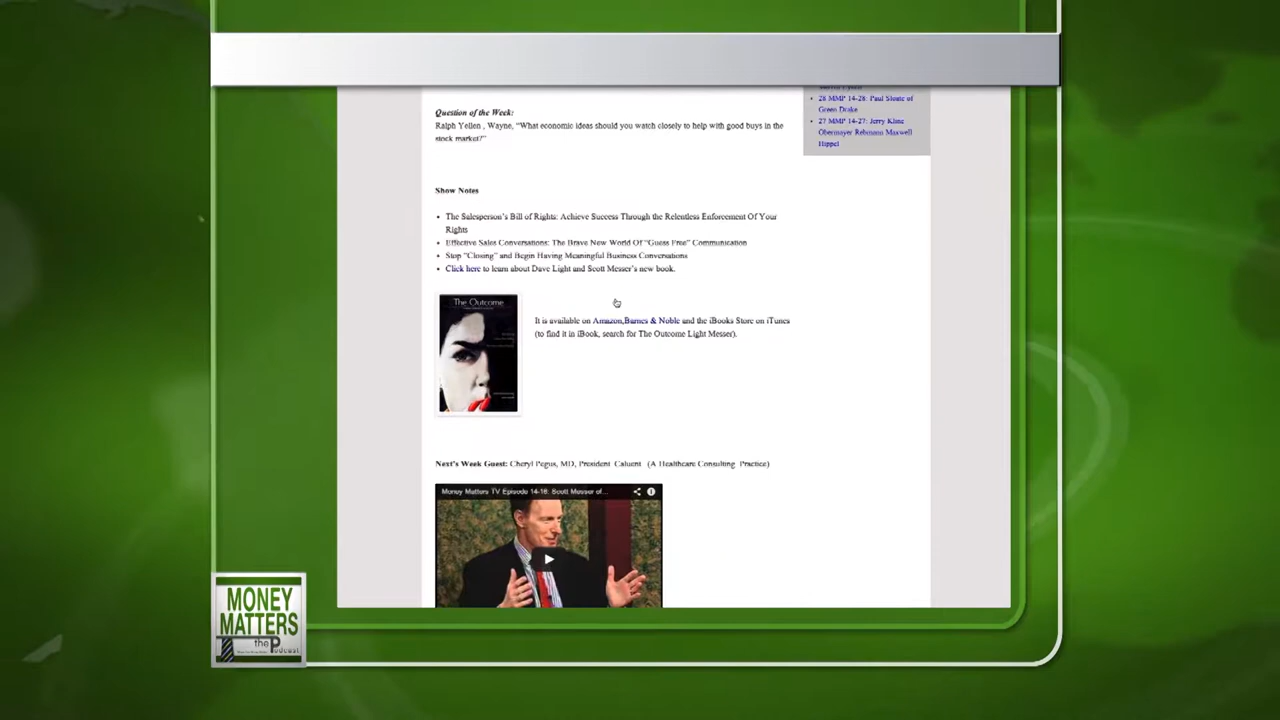 Question of the Week:
Ralph Yellen , Wayne, “What economic ideas should you watch closely to help with good buys in the
stock market?”
28 MMP 14-28: Paul Sloate of
Green Drake
27 MMP 14-27: Jerry Kline
Obermayer Rebmann Maxwell
Hippel
Show Notes
• The Salesperson’s Bill of Rights: Achieve Success Through the Relentless Enforcement Of Your
Rights
• Effective Sales Conversations: The Brave New World Of “Guess Free” Communication
• Stop “Closing” and Begin Having Meaningful Business Conversations
• Click here to learn about Dave Light and Scott Messer’s new book.
The Outcome
It is available on Amazon,Barnes & Noble and the iBooks Store on iTunes
(to find it in iBook, search for The Outcome Light Messer).
Next’s Week Guest: Cheryl Pegus, MD, President Caluent (A Healthcare Consulting Practice)
Money Matters TV Episode 14-18: Scott Messer of...
MONEY
MATTERS
the Podcast